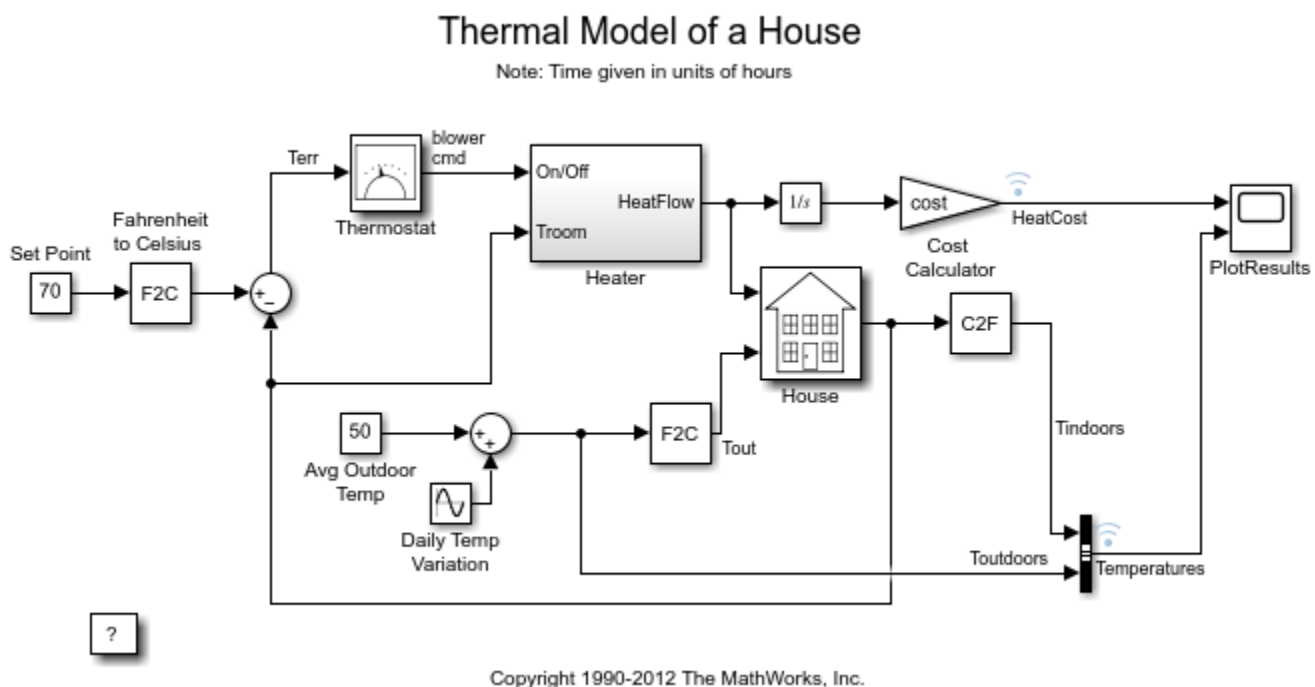 Thermal Model of a House
Note: Time given in units of hours
Terr
blower
cmd
Thermostat
On/Off
HeatFlow
Troom
Heater
1/s
cost
Cost
Calculator
HeatCost
PlotResults
Set Point
70
Fahrenheit
to Celsius
F2C
+
−
House
C2F
50
Avg Outdoor
Temp
+
+
Daily Temp
Variation
F2C
Tout
Tindoors
Toutdoors
Temperatures
?
Copyright 1990-2012 The MathWorks, Inc.